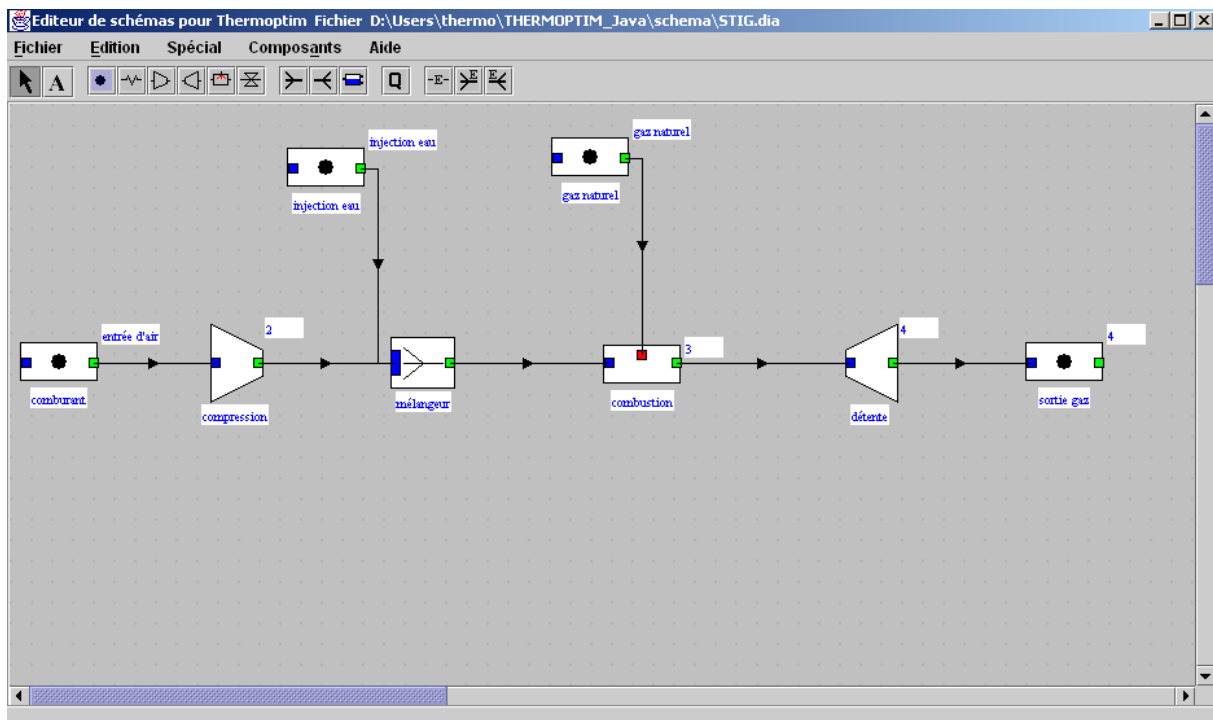 Editeur de schémas pour Thermoptim Fichier D:\Users\thermo\THERMOPTIM_Java\schema\STIG.dia
Fichier Edition Spécial Composants Aide
A Q -E- E E
injection eau
gaz naturel
injection eau
gaz naturel
entrée d'air
2
3
4
4
comburant
compression
mélangeur
combustion
détente
sortie gaz